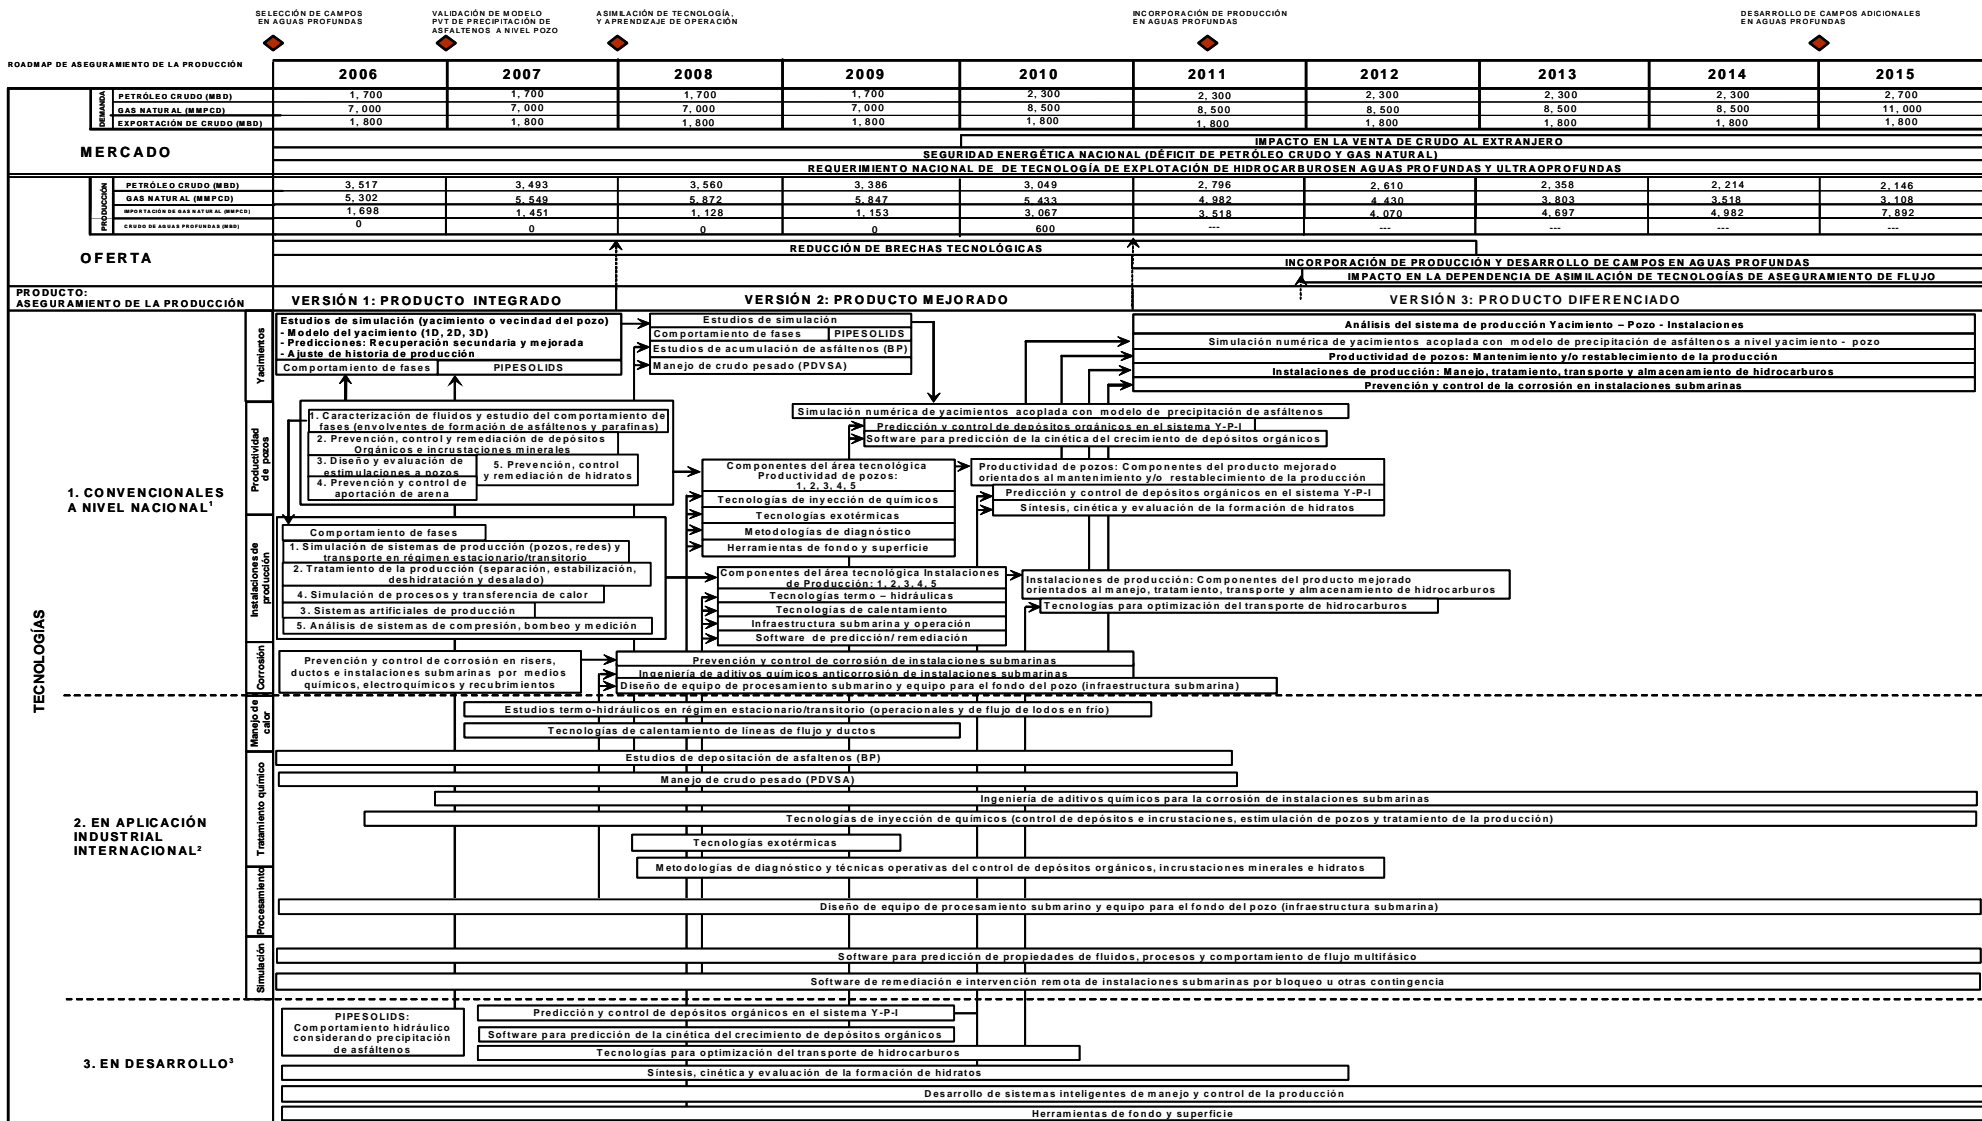 SELECCIÓN DE CAMPOS
EN AGUAS PROFUNDAS
VALIDACIÓN DE MODELO
PVT DE PRECIPITACIÓN DE
ASFALTENOS A NIVEL POZO
ASIMILACIÓN DE TECNOLOGÍA,
Y APRENDIZAJE DE OPERACIÓN
INCORPORACIÓN DE PRODUCCIÓN
EN AGUAS PROFUNDAS
DESARROLLO DE CAMPOS ADICIONALES
EN AGUAS PROFUNDAS
ROADMAP DE ASEGURAMIENTO DE LA PRODUCCIÓN
2006 2007 2008 2009 2010 2011 2012 2013 2014 2015
DEMANDA
PETRÓLEO CRUDO (MBD) 1, 700 1, 700 1, 700 1, 700 2, 300 2, 300 2, 300 2, 300 2, 300 2, 700
GAS NATURAL (MMPCD) 7, 000 7, 000 7, 000 7, 000 8, 500 8, 500 8, 500 8, 500 8, 500 11, 000
EXPORTACIÓN DE CRUDO (MBD) 1, 800 1, 800 1, 800 1, 800 1, 800 1, 800 1, 800 1, 800 1, 800 1, 800
MERCADO
IMPACTO EN LA VENTA DE CRUDO AL EXTRANJERO
SEGURIDAD ENERGÉTICA NACIONAL (DÉFICIT DE PETRÓLEO CRUDO Y GAS NATURAL)
REQUERIMIENTO NACIONAL DE DE TECNOLOGÍA DE EXPLOTACIÓN DE HIDROCARBUROSEN AGUAS PROFUNDAS Y ULTRAOPROFUNDAS
PRODUCCIÓN
PETRÓLEO CRUDO (MBD) 3, 517 3, 493 3, 560 3, 386 3, 049 2, 796 2, 610 2, 358 2, 214 2, 146
GAS NATURAL (MMPCD) 5, 302 5, 549 5, 872 5, 847 5, 433 4, 982 4, 430 3, 803 3,518 3, 108
IMPORTACIÓN DE GAS NATURAL (MMPCD) 1, 698 1, 451 1, 128 1, 153 3, 067 3, 518 4, 070 4, 697 4, 982 7, 892
CRUDO DE AGUAS PROFUNDAS (MBD) 0 0 0 0 600 --- --- --- --- ---
OFERTA
REDUCCIÓN DE BRECHAS TECNOLÓGICAS
INCORPORACIÓN DE PRODUCCIÓN Y DESARROLLO DE CAMPOS EN AGUAS PROFUNDAS
IMPACTO EN LA DEPENDENCIA DE ASIMILACIÓN DE TECNOLOGÍAS DE ASEGURAMIENTO DE FLUJO
PRODUCTO:
ASEGURAMIENTO DE LA PRODUCCIÓN
VERSIÓN 1: PRODUCTO INTEGRADO
VERSIÓN 2: PRODUCTO MEJORADO
VERSIÓN 3: PRODUCTO DIFERENCIADO
TECNOLOGÍAS
1. CONVENCIONALES
A NIVEL NACIONAL¹
Yacimientos
Estudios de simulación (yacimiento o vecindad del pozo)
- Modelo del yacimiento (1D, 2D, 3D)
- Predicciones: Recuperación secundaria y mejorada
- Ajuste de historia de producción
Comportamiento de fases
PIPESOLIDS
Estudios de simulación
Comportamiento de fases
PIPESOLIDS
Estudios de acumulación de asfáltenos (BP)
Manejo de crudo pesado (PDVSA)
Análisis del sistema de producción Yacimiento – Pozo - Instalaciones
Simulación numérica de yacimientos acoplada con modelo de precipitación de asfáltenos a nivel yacimiento - pozo
Productividad de pozos: Mantenimiento y/o restablecimiento de la producción
Instalaciones de producción: Manejo, tratamiento, transporte y almacenamiento de hidrocarburos
Prevención y control de la corrosión en instalaciones submarinas
Productividad
de pozos
1. Caracterización de fluidos y estudio del comportamiento de
fases (envolventes de formación de asfáltenos y parafinas)
2. Prevención, control y remediación de depósitos
Orgánicos e incrustaciones minerales
3. Diseño y evaluación de
estimulaciones a pozos
4. Prevención y control de
aportación de arena
5. Prevención, control
y remediación de hidratos
Simulación numérica de yacimientos acoplada con modelo de precipitación de asfáltenos
Predicción y control de depósitos orgánicos en el sistema Y-P-I
Software para predicción de la cinética del crecimiento de depósitos orgánicos
Componentes del área tecnológica
Productividad de pozos:
1, 2, 3, 4, 5
Tecnologías de inyección de químicos
Tecnologías exotérmicas
Metodologías de diagnóstico
Herramientas de fondo y superficie
Productividad de pozos: Componentes del producto mejorado
orientados al mantenimiento y/o restablecimiento de la producción
Predicción y control de depósitos orgánicos en el sistema Y-P-I
Síntesis, cinética y evaluación de la formación de hidratos
Instalaciones de
producción
Comportamiento de fases
1. Simulación de sistemas de producción (pozos, redes) y
transporte en régimen estacionario/transitorio
2. Tratamiento de la producción (separación, estabilización,
deshidratación y desalado)
4. Simulación de procesos y transferencia de calor
3. Sistemas artificiales de producción
5. Análisis de sistemas de compresión, bombeo y medición
Componentes del área tecnológica Instalaciones
de Producción: 1, 2, 3, 4, 5
Tecnologías termo – hidráulicas
Tecnologías de calentamiento
Infraestructura submarina y operación
Software de predicción/ remediación
Instalaciones de producción: Componentes del producto mejorado
orientados al manejo, tratamiento, transporte y almacenamiento de hidrocarburos
Tecnologías para optimización del transporte de hidrocarburos
Corrosión
Prevención y control de corrosión en risers,
ductos e instalaciones submarinas por medios
químicos, electroquímicos y recubrimientos
Prevención y control de corrosión de instalaciones submarinas
Ingeniería de aditivos químicos anticorrosión de instalaciones submarinas
Diseño de equipo de procesamiento submarino y equipo para el fondo del pozo (infraestructura submarina)
2. EN APLICACIÓN
INDUSTRIAL
INTERNACIONAL²
Manejo de
calor
Estudios termo-hidráulicos en régimen estacionario/transitorio (operacionales y de flujo de lodos en frío)
Tecnologías de calentamiento de líneas de flujo y ductos
Tratamiento químico
Estudios de depositación de asfaltenos (BP)
Manejo de crudo pesado (PDVSA)
Ingeniería de aditivos químicos para la corrosión de instalaciones submarinas
Tecnologías de inyección de químicos (control de depósitos e incrustaciones, estimulación de pozos y tratamiento de la producción)
Tecnologías exotérmicas
Metodologías de diagnóstico y técnicas operativas del control de depósitos orgánicos, incrustaciones minerales e hidratos
Procesamiento
Diseño de equipo de procesamiento submarino y equipo para el fondo del pozo (infraestructura submarina)
Simulación
Software para predicción de propiedades de fluidos, procesos y comportamiento de flujo multifásico
Software de remediación e intervención remota de instalaciones submarinas por bloqueo u otras contingencia
3. EN DESARROLLO³
PIPESOLIDS:
Comportamiento hidráulico
considerando precipitación
de asfáltenos
Predicción y control de depósitos orgánicos en el sistema Y-P-I
Software para predicción de la cinética del crecimiento de depósitos orgánicos
Tecnologías para optimización del transporte de hidrocarburos
Síntesis, cinética y evaluación de la formación de hidratos
Desarrollo de sistemas inteligentes de manejo y control de la producción
Herramientas de fondo y superficie